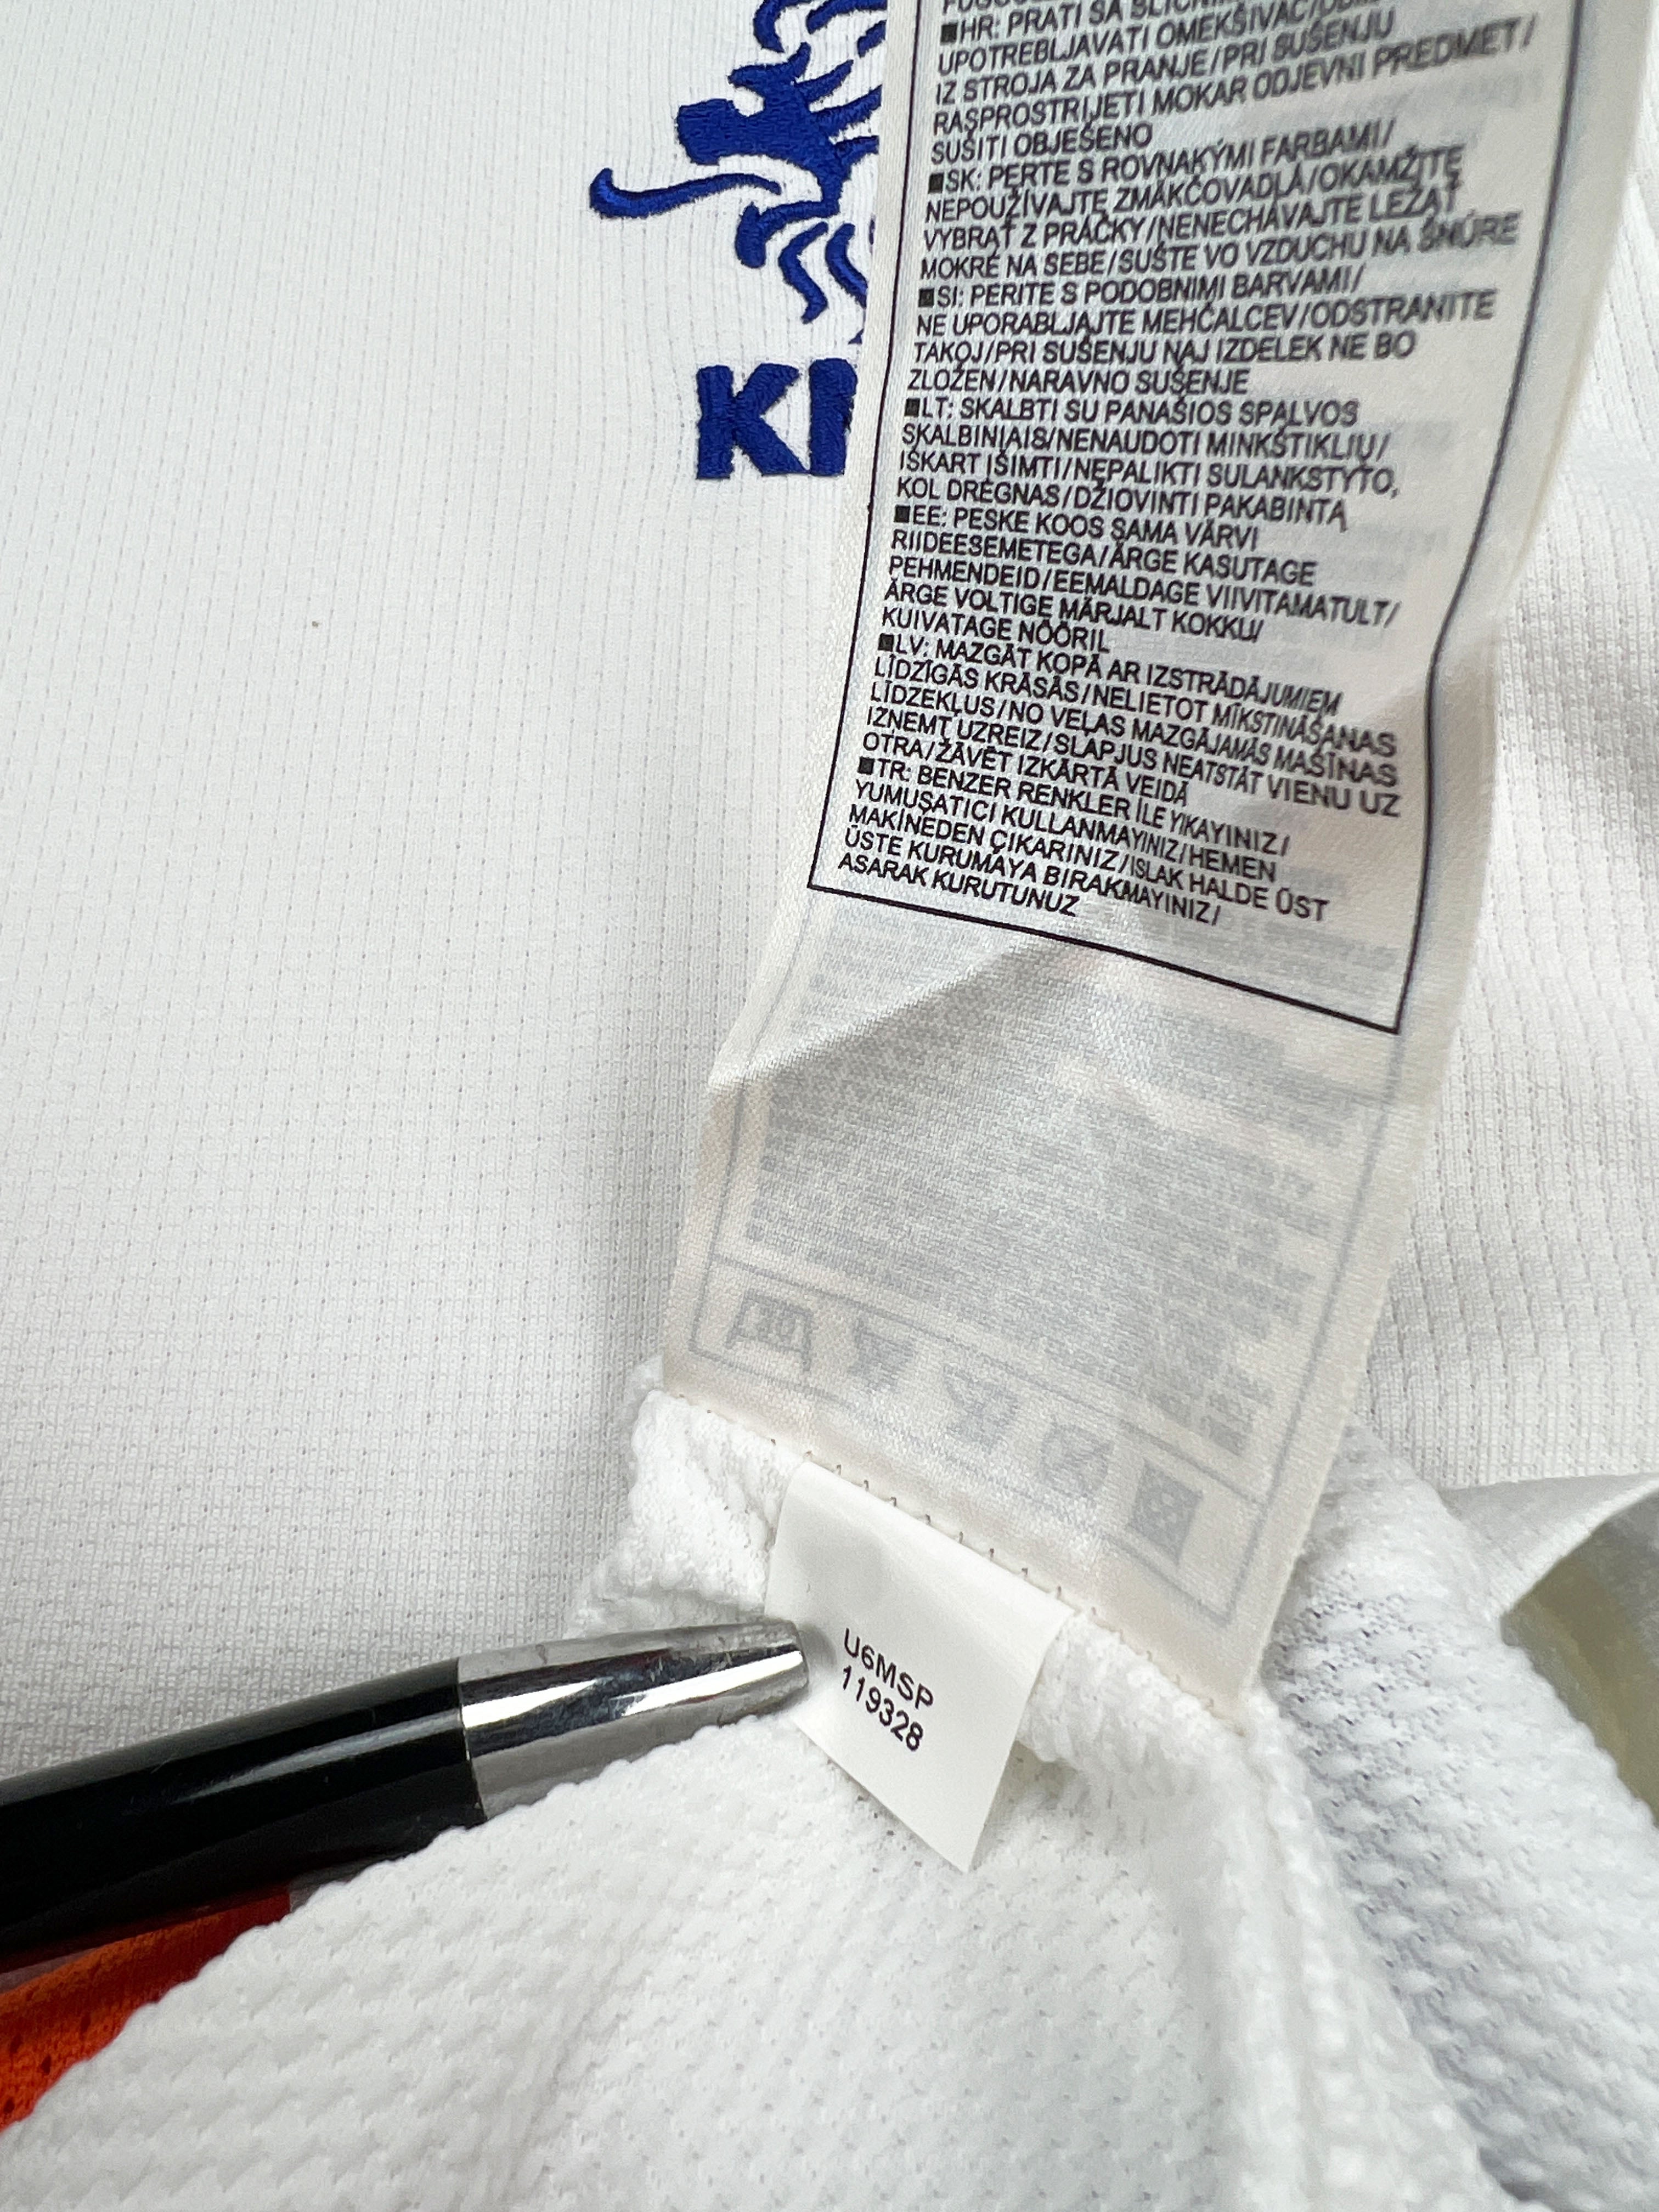 HR: PRATI SA
UPOTREBLJAVATI OMEKŠIVAČ/
IZ STROJA ZA PRANJE/PRI SUŠENJU
RASPROSTRIJETI MOKAR ODJEVNI PREDMET/
SUŠITI OBJEŠENO
SK: PERTE S ROVNAKÝMI FARBAMI/
NEPOUŽÍVAJTE ZMÄKČOVADLÁ/OKAMŽITE
VYBRAŤ Z PRÁČKY/NENECHÁVAJTE LEŽAŤ
MOKRÉ NA SEBE/SUŠTE VO VZDUCHU NA ŠNÚRE
SI: PERITE S PODOBNIMI BARVAMI/
NE UPORABLJAJTE MEHČALCEV/ODSTRANITE
TAKOJ/PRI SUŠENJU NAJ IZDELEK NE BO
ZLOŽEN/NARAVNO SUŠENJE
LT: SKALBTI SU PANAŠIOS SPALVOS
SKALBINIAIS/NENAUDOTI MINKŠTIKLIŲ/
IŠKART IŠIMTI/NEPALIKTI SULANKSTYTO,
KOL DRĖGNAS/DŽIOVINTI PAKABINTĄ
EE: PESKE KOOS SAMA VÄRVI
RIIDEESEMETEGA/ÄRGE KASUTAGE
PEHMENDEID/EEMALDAGE VIIVITAMATULT/
ÄRGE VOLTIGE MÄRJALT KOKKU/
KUIVATAGE NÖÖRIL
LV: MAZGĀT KOPĀ AR IZSTRĀDĀJUMIEM
LĪDZĪGĀS KRĀSĀS/NELIETOT MĪKSTINĀŠANAS
LĪDZEKĻUS/NO VEĻAS MAZGĀJAMĀS MAŠĪNAS
IZŅEMT UZREIZ/SLAPJUS NEATSTĀT VIENU UZ
OTRA/ŽĀVĒT IZKĀRTĀ VEIDĀ
TR: BENZER RENKLER İLE YIKAYINIZ/
YUMUŞATICI KULLANMAYINIZ/HEMEN
MAKİNEDEN ÇIKARINIZ/ISLAK HALDE ÜST
ÜSTE KURUMAYA BIRAKMAYINIZ/
ASARAK KURUTUNUZ
U6MSP
119328